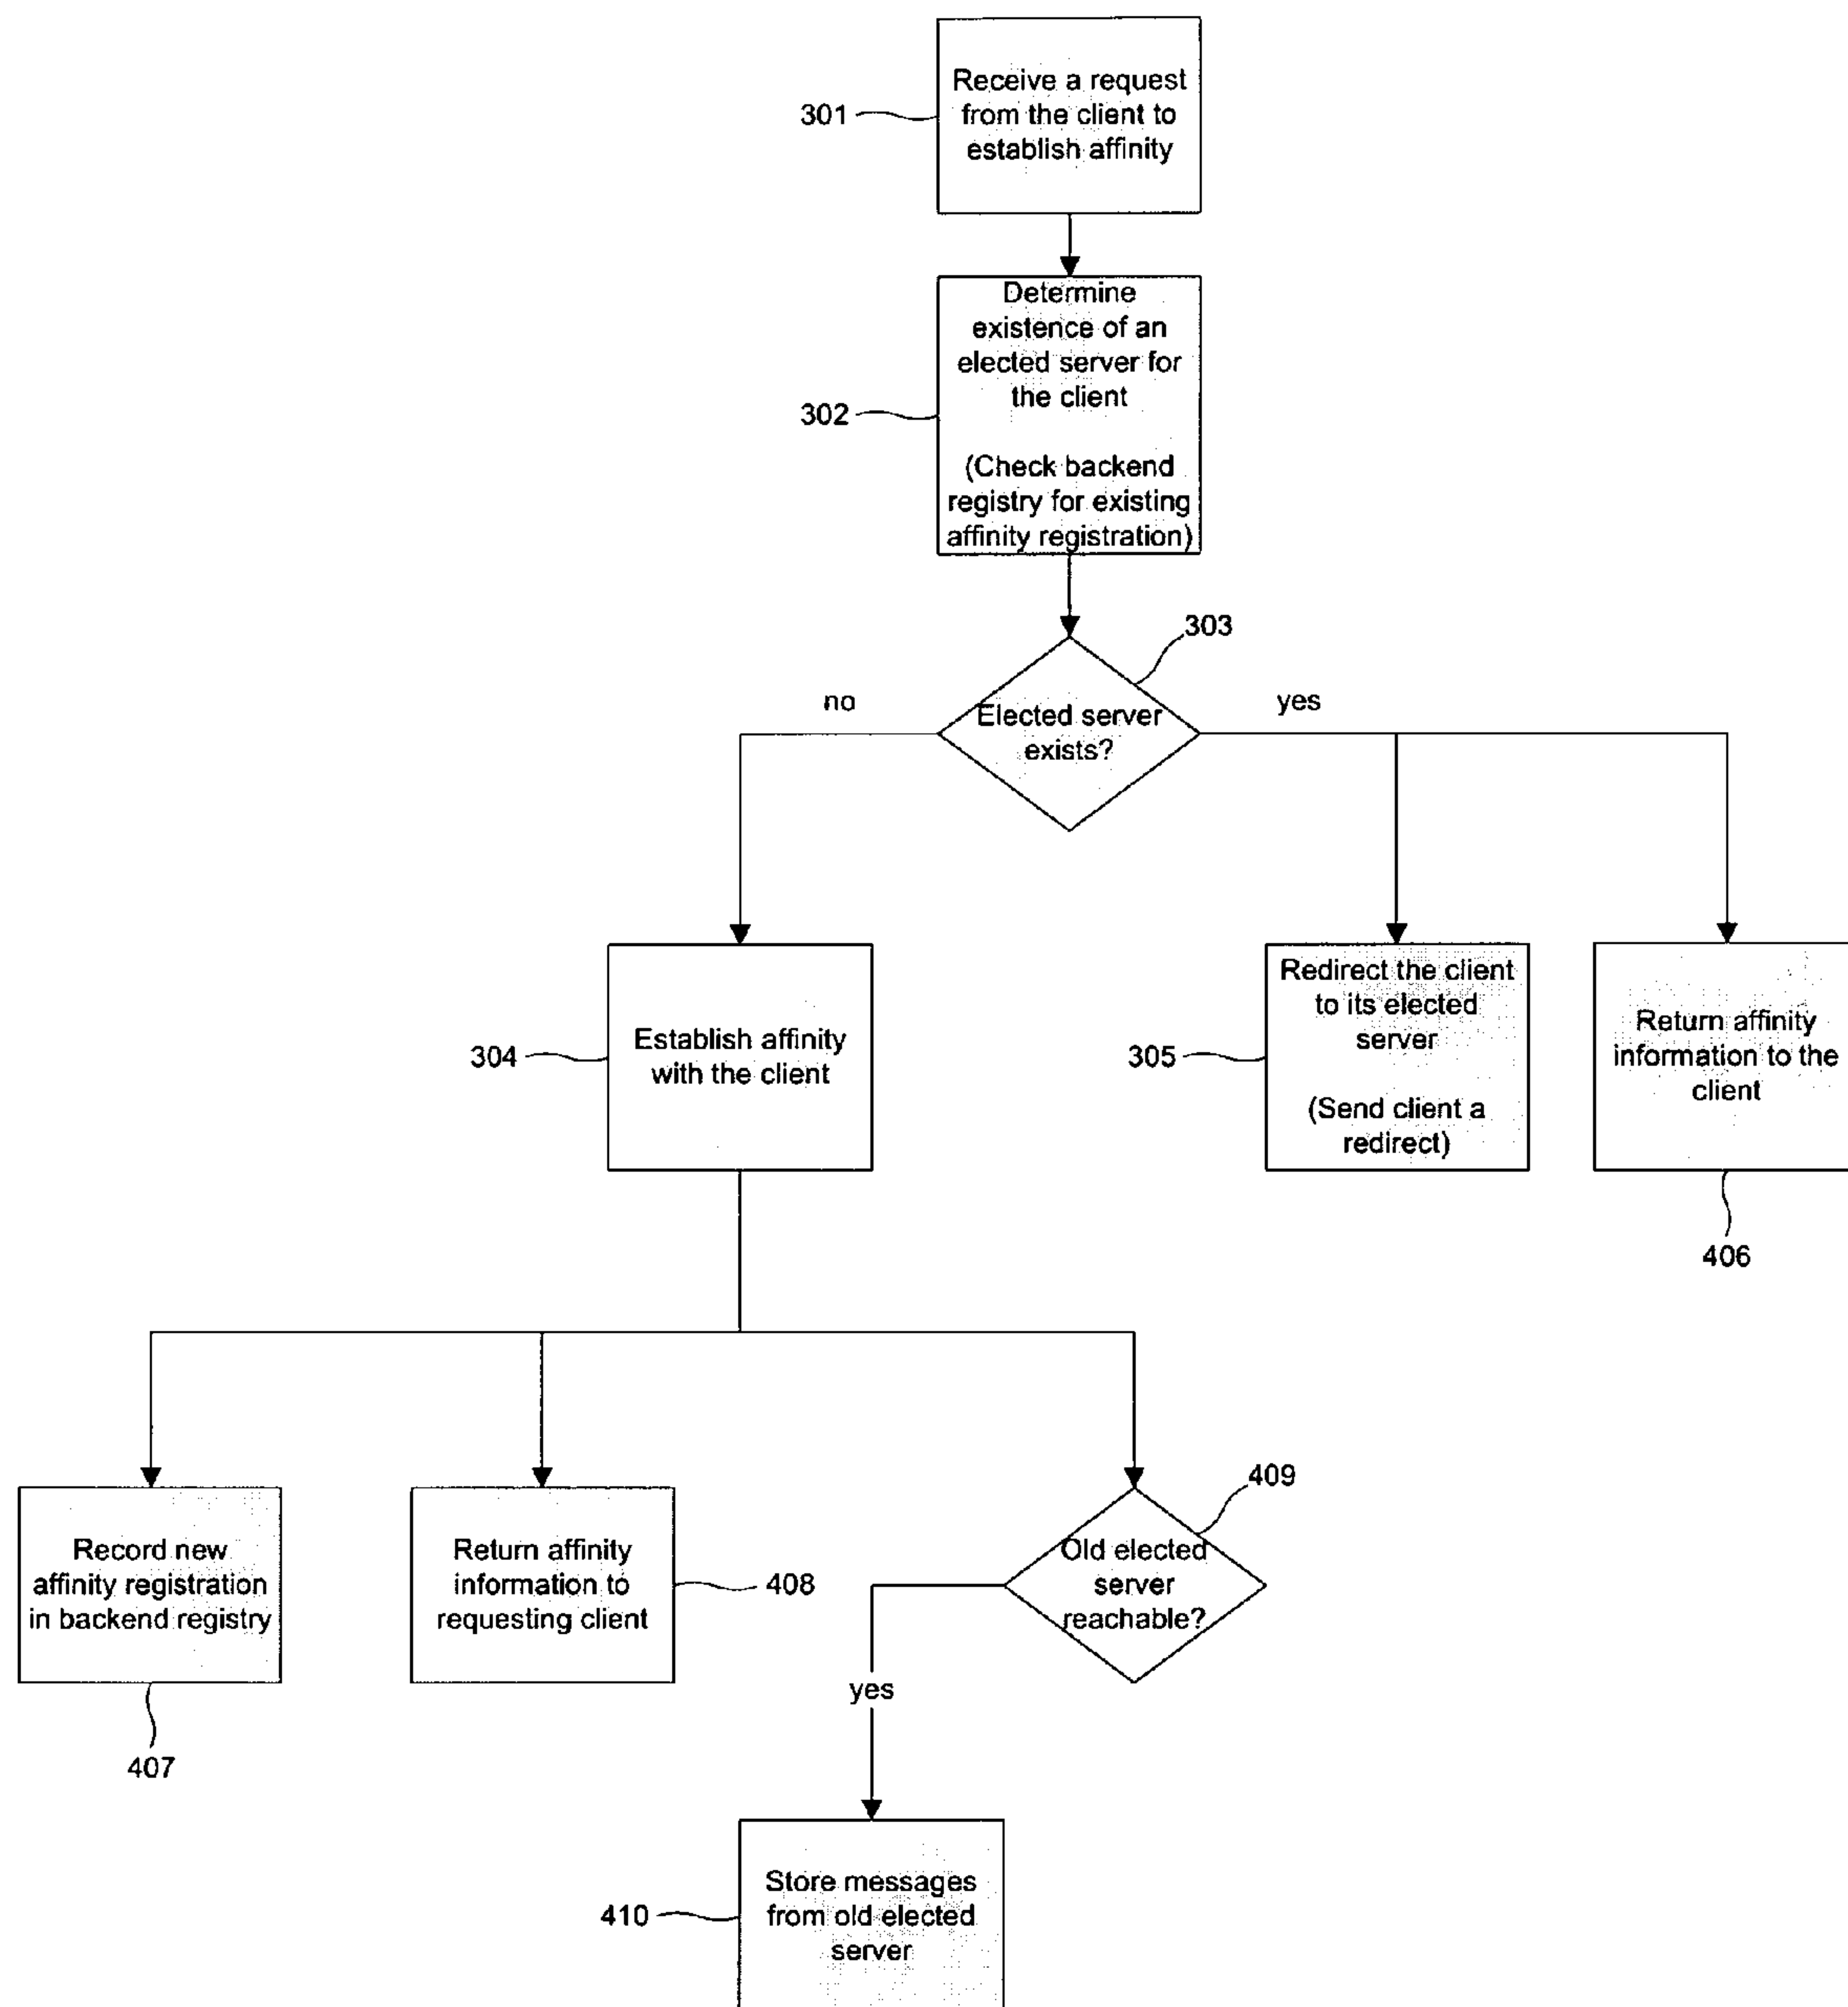 Receive a request
from the client to
establish affinity
301
Determine
existence of an
elected server for
the client
(Check backend
registry for existing
affinity registration)
302
303
no
Elected server
exists?
yes
304
Establish affinity
with the client
Redirect the client
to its elected
server
(Send client a
redirect)
305
Return affinity
information to the
client
406
Record new
affinity registration
in backend registry
407
Return affinity
information to
requesting client
408
409
Old elected
server
reachable?
yes
410
Store messages
from old elected
server